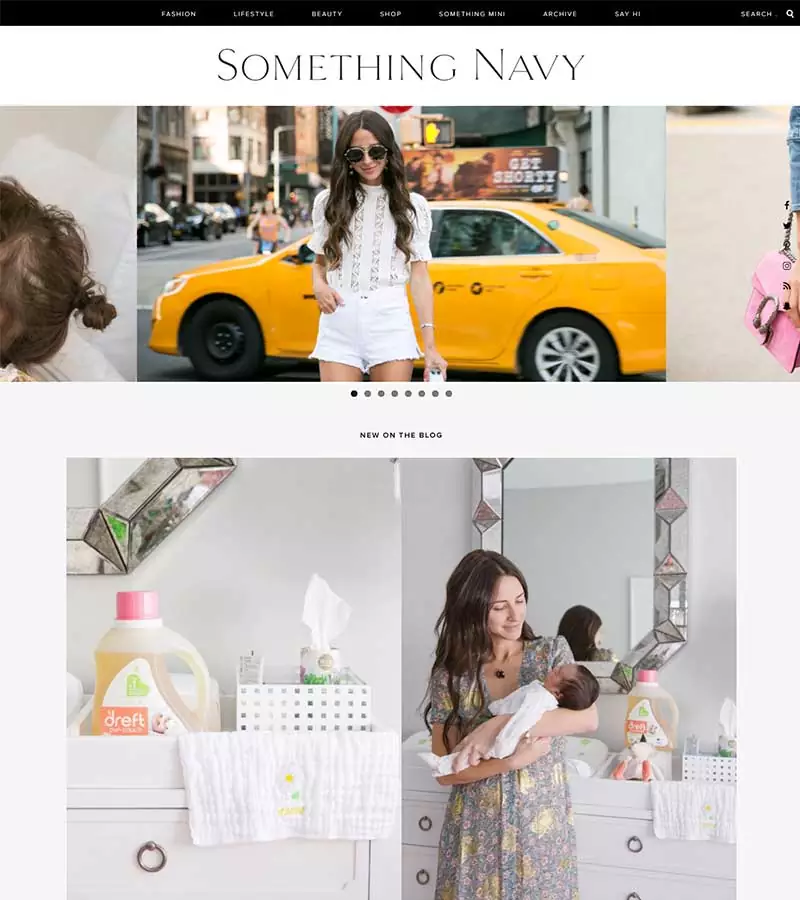 FASHION LIFESTYLE BEAUTY SHOP SOMETHING MINI ARCHIVE SAY HI SEARCH
SOMETHING NAVY
GET
SHORTY
NEW ON THE BLOG
dreft
dreft